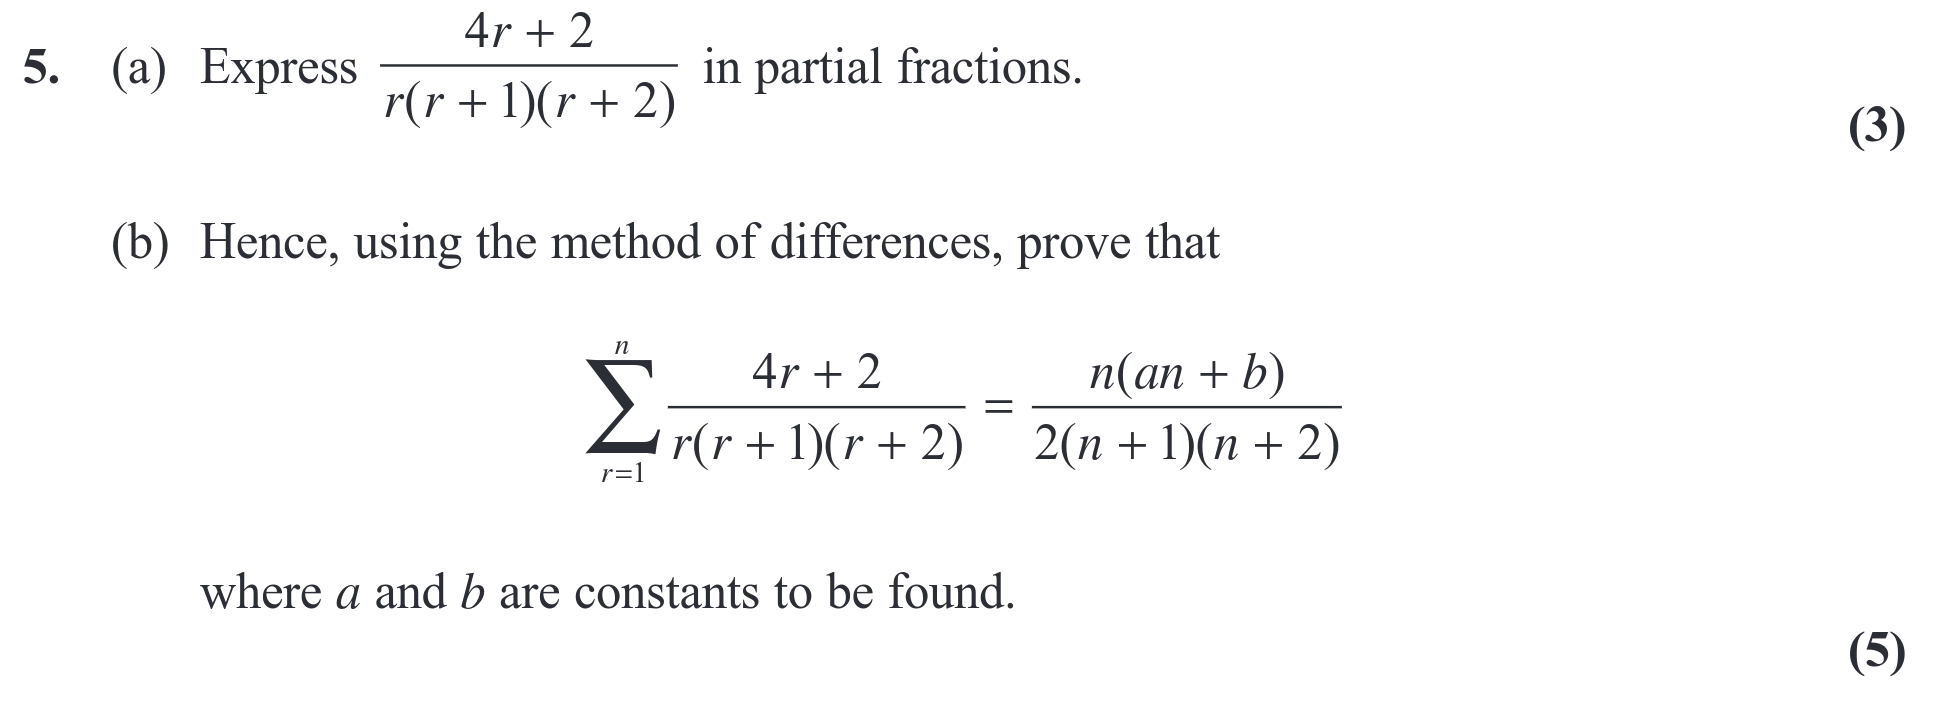 5. (a) Express \frac{4r + 2}{r(r + 1)(r + 2)} in partial fractions.
(3)
(b) Hence, using the method of differences, prove that
\sum_{r=1}^{n} \frac{4r + 2}{r(r + 1)(r + 2)} = \frac{n(an + b)}{2(n + 1)(n + 2)}
where a and b are constants to be found.
(5)